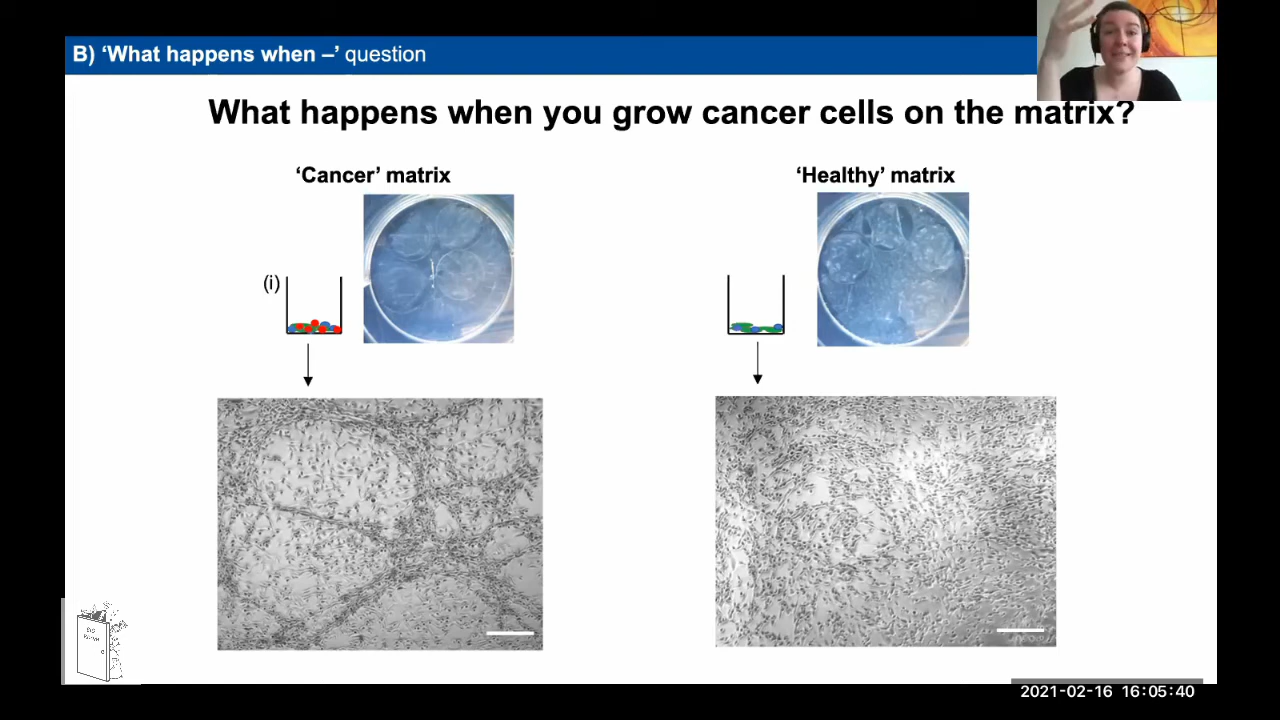 B) ‘What happens when –’ question
What happens when you grow cancer cells on the matrix?
‘Cancer’ matrix
‘Healthy’ matrix
(i)
2021-02-16 16:05:40